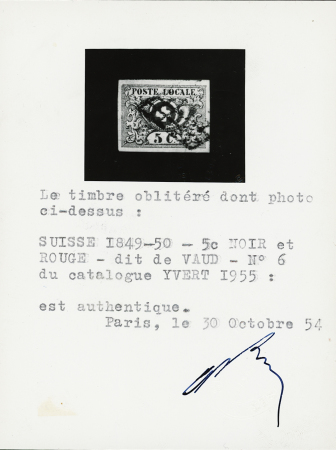 POSTE LOCALE
5 C
Le timbre oblitéré dont photo
ci-dessus :
SUISSE 1849-50 - 5c NOIR et
ROUGE - dit de VAUD - N° 6
du catalogue YVERT 1955 :
est authentique.
Paris, le 30 Octobre 54